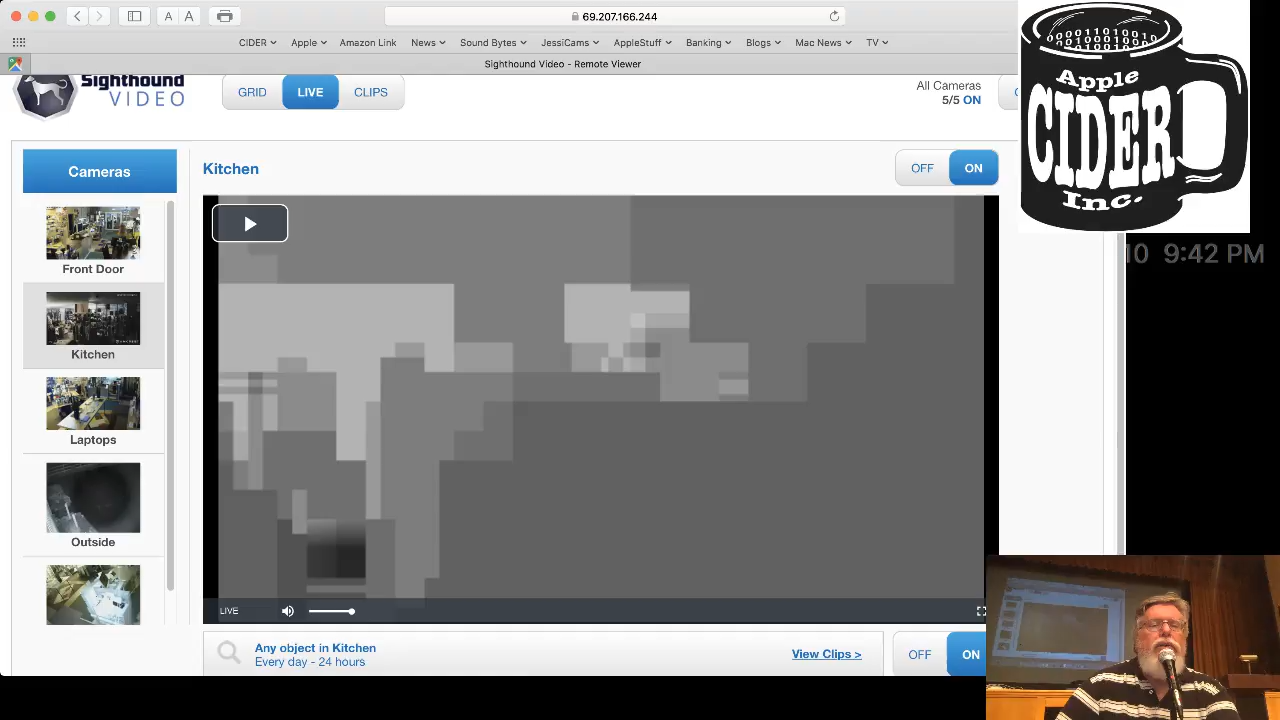 69.207.166.244
CIDER Apple Amazon Link News Sound Bytes JessiCams AppleStuff Banking Blogs Mac News TV
Sighthound Video - Remote Viewer
Sighthound
VIDEO
GRID LIVE CLIPS
All Cameras
5/5 ON
Cameras
Front Door
Kitchen
Laptops
Outside
Kitchen
OFF ON
LIVE
Any object in Kitchen
Every day - 24 hours
View Clips >
OFF ON
000011010010
Apple
CIDER
Inc.
10 9:42 PM